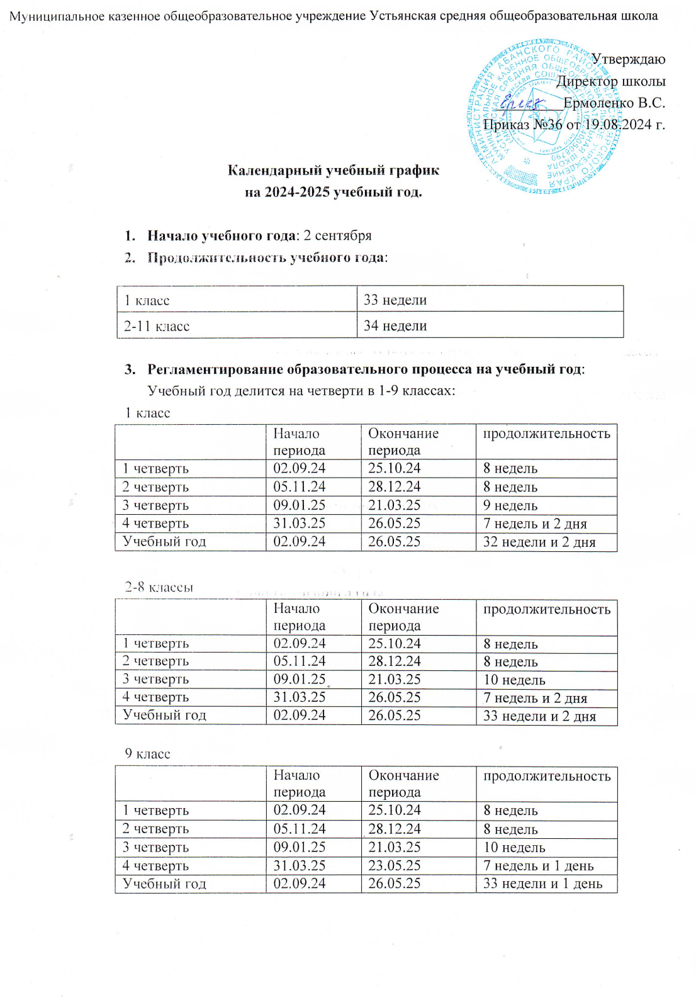 Муниципальное казенное общеобразовательное учреждение Устьянская средняя общеобразовательная школа
Утверждаю
Директор школы
Ермоленко В.С.
Приказ №36 от 19.08.2024 г.
Календарный учебный график
на 2024-2025 учебный год.
1. Начало учебного года: 2 сентября
2. Продолжительность учебного года:
1 класс 33 недели
2-11 класс 34 недели
3. Регламентирование образовательного процесса на учебный год:
Учебный год делится на четверти в 1-9 классах:
1 класс
Начало периода Окончание периода продолжительность
1 четверть 02.09.24 25.10.24 8 недель
2 четверть 05.11.24 28.12.24 8 недель
3 четверть 09.01.25 21.03.25 9 недель
4 четверть 31.03.25 26.05.25 7 недель и 2 дня
Учебный год 02.09.24 26.05.25 32 недели и 2 дня
2-8 классы
Начало периода Окончание периода продолжительность
1 четверть 02.09.24 25.10.24 8 недель
2 четверть 05.11.24 28.12.24 8 недель
3 четверть 09.01.25 21.03.25 10 недель
4 четверть 31.03.25 26.05.25 7 недель и 2 дня
Учебный год 02.09.24 26.05.25 33 недели и 2 дня
9 класс
Начало периода Окончание периода продолжительность
1 четверть 02.09.24 25.10.24 8 недель
2 четверть 05.11.24 28.12.24 8 недель
3 четверть 09.01.25 21.03.25 10 недель
4 четверть 31.03.25 23.05.25 7 недель и 1 день
Учебный год 02.09.24 26.05.25 33 недели и 1 день